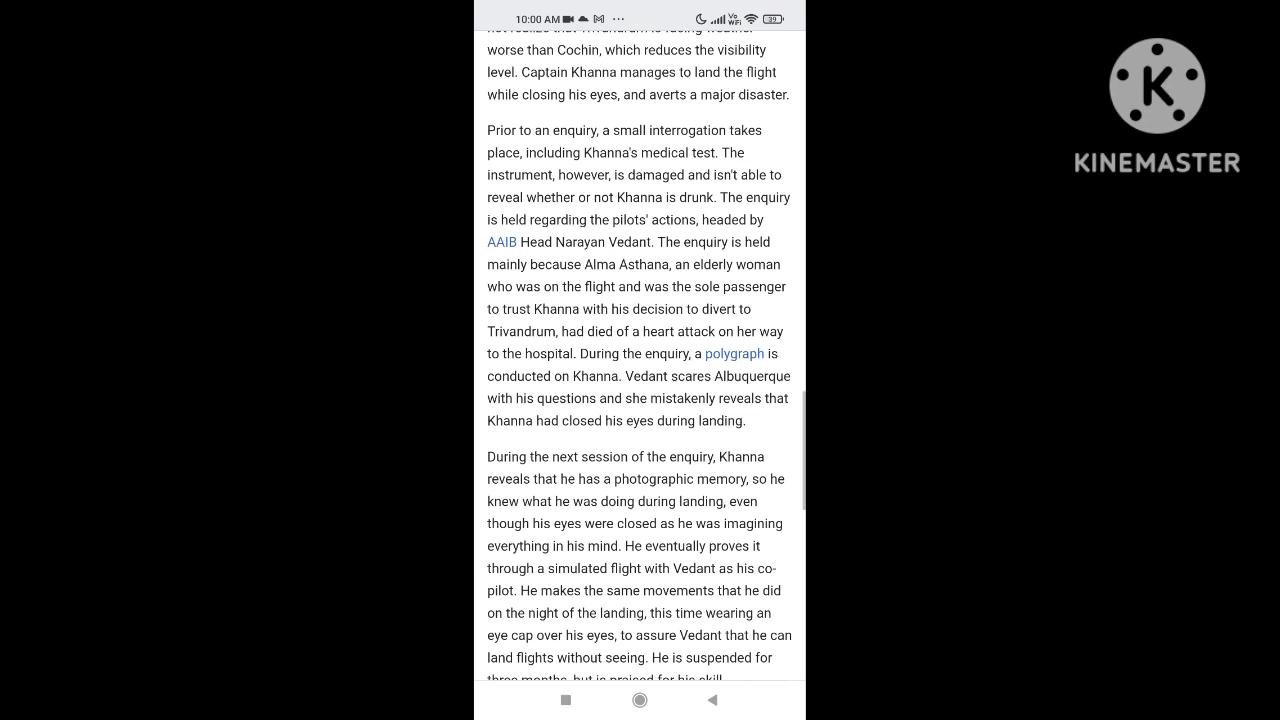 10:00 AM
Vo
WiFi
39
worse than Cochin, which reduces the visibility
level. Captain Khanna manages to land the flight
while closing his eyes, and averts a major disaster.
Prior to an enquiry, a small interrogation takes
place, including Khanna's medical test. The
instrument, however, is damaged and isn't able to
reveal whether or not Khanna is drunk. The enquiry
is held regarding the pilots' actions, headed by
AAIB Head Narayan Vedant. The enquiry is held
mainly because Alma Asthana, an elderly woman
who was on the flight and was the sole passenger
to trust Khanna with his decision to divert to
Trivandrum, had died of a heart attack on her way
to the hospital. During the enquiry, a polygraph is
conducted on Khanna. Vedant scares Albuquerque
with his questions and she mistakenly reveals that
Khanna had closed his eyes during landing.
During the next session of the enquiry, Khanna
reveals that he has a photographic memory, so he
knew what he was doing during landing, even
though his eyes were closed as he was imagining
everything in his mind. He eventually proves it
through a simulated flight with Vedant as his co-
pilot. He makes the same movements that he did
on the night of the landing, this time wearing an
eye cap over his eyes, to assure Vedant that he can
land flights without seeing. He is suspended for
three months, but is praised for his skill.
K
KINEMASTER